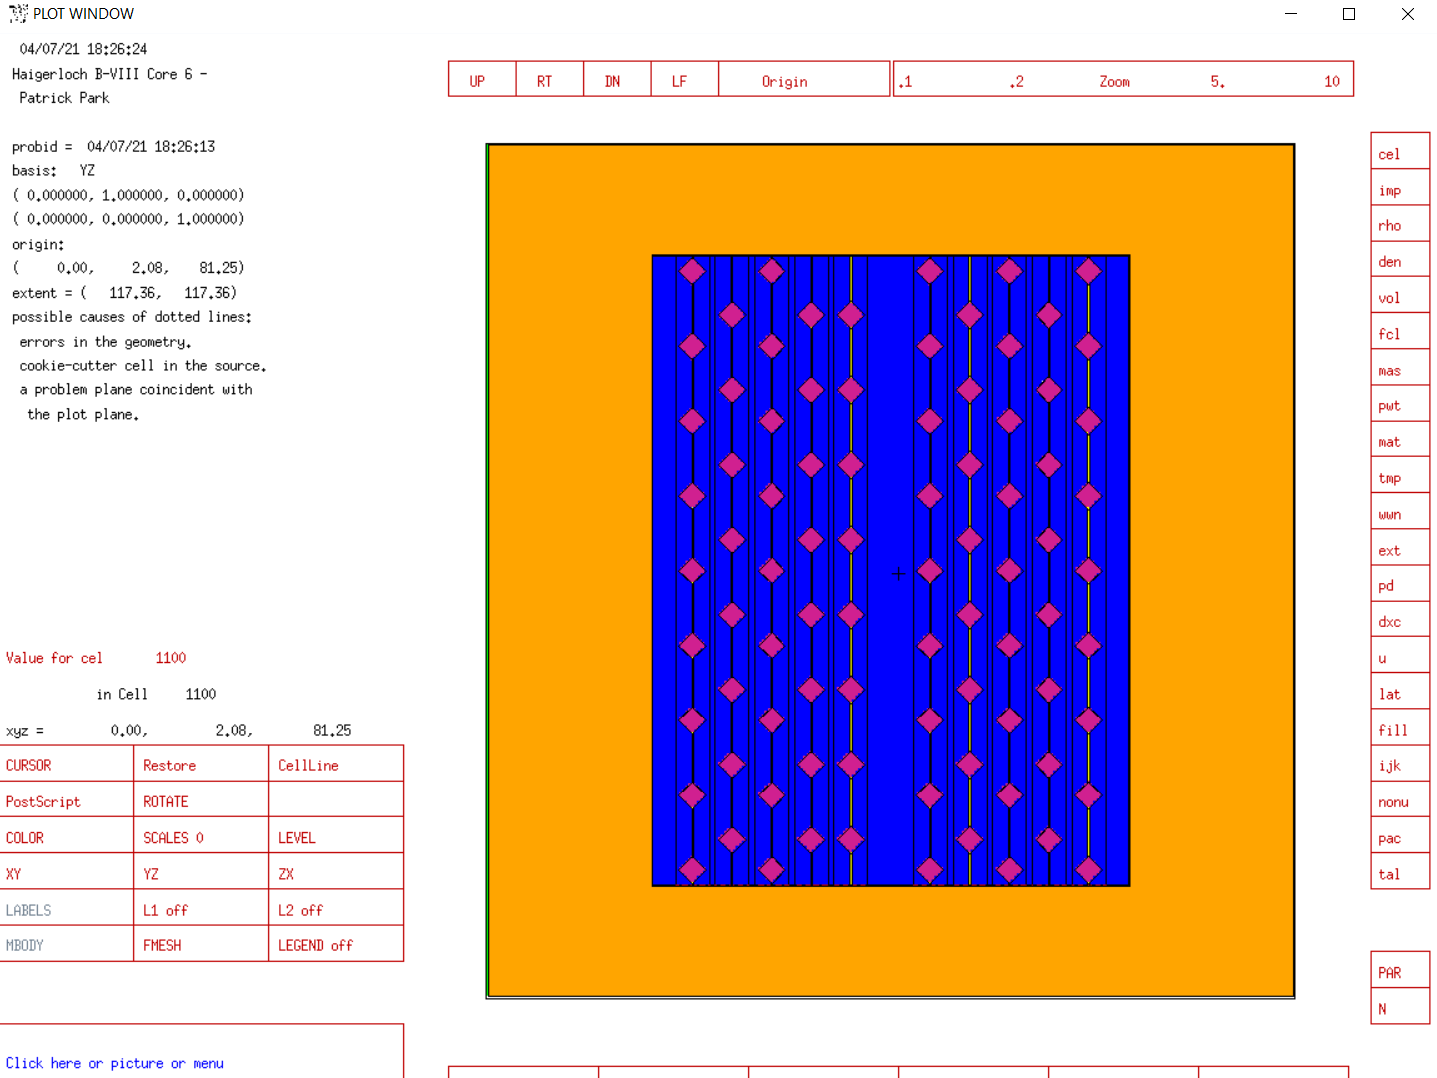 PLOT WINDOW
04/07/21 18:26:24
Haigerloch B-VIII Core 6 -
Patrick Park
probid =  04/07/21 18:26:13
basis:   YZ
( 0.000000, 1.000000, 0.000000)
( 0.000000, 0.000000, 1.000000)
origin:
(     0.00,     2.08,    81.25)
extent = (   117.36,   117.36)
possible causes of dotted lines:
errors in the geometry.
cookie-cutter cell in the source.
a problem plane coincident with
the plot plane.
UP RT DN LF Origin .1 .2 Zoom 5. 10
cel
imp
rho
den
vol
fcl
mas
pwt
mat
tmp
wwn
ext
pd
dxc
u
lat
fill
ijk
nonu
pac
tal
PAR
N
Value for cel 1100
in Cell 1100
xyz = 0.00, 2.08, 81.25
CURSOR Restore CellLine
PostScript ROTATE
COLOR SCALES 0 LEVEL
XY YZ ZX
LABELS L1 off L2 off
MBODY FMESH LEGEND off
Click here or picture or menu